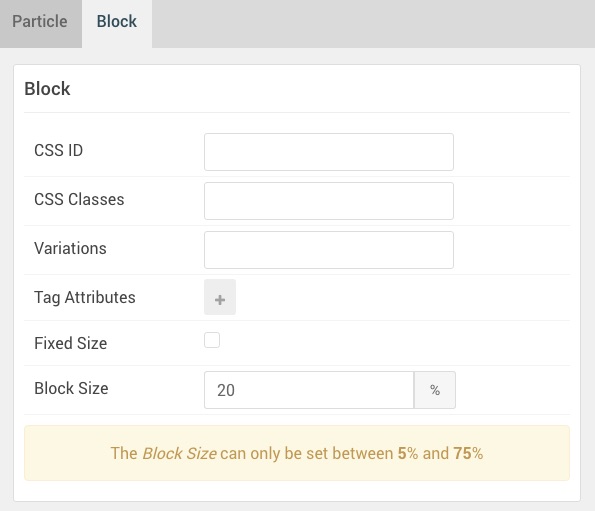 Particle Block
Block
CSS ID
CSS Classes
Variations
Tag Attributes +
Fixed Size
Block Size 20 %
The Block Size can only be set between 5% and 75%